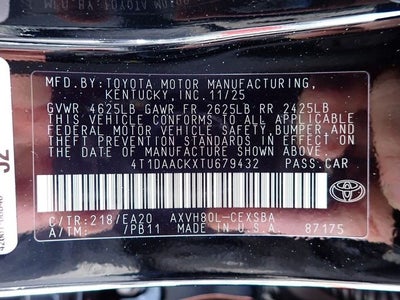 MFD.BY:TOYOTA MOTOR MANUFACTURING,
KENTUCKY,INC.11/25
GVWR 4625LB GAWR FR 2625LB RR 2425LB
THIS VEHICLE CONFORMS TO ALL APPLICABLE
FEDERAL MOTOR VEHICLE SAFETY,BUMPER,AND
THEFT PREVENTION STANDARDS IN EFFECT ON
THE DATE OF MANUFACTURE SHOWN ABOVE.
4T1DAACKXTU679432 PASS.CAR
C/TR:218/EA20 AXVH80L-CEXSBA
A/TM: 7PB11 MADE IN U.S.A. 87175
TOYOTA